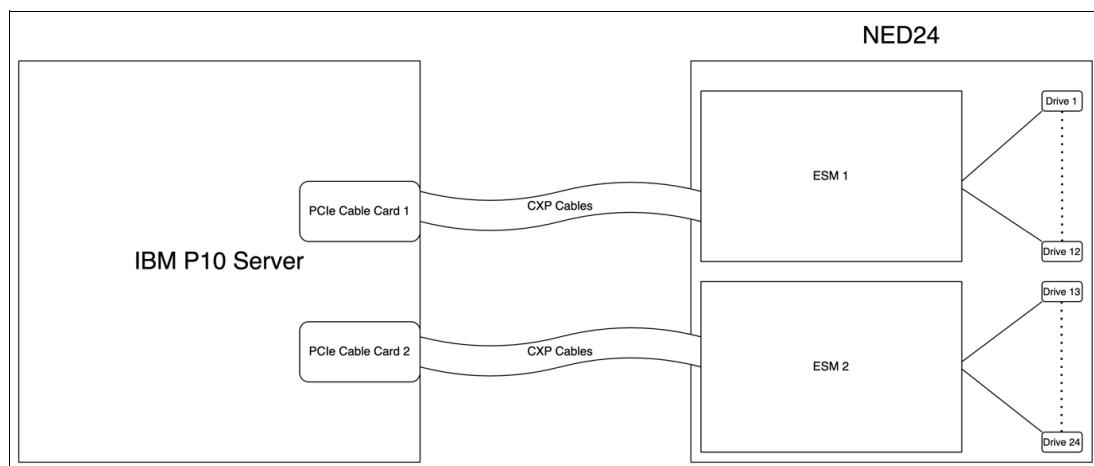 NED24
IBM P10 Server
PCIe Cable Card 1
CXP Cables
ESM 1
Drive 1
Drive 12
PCIe Cable Card 2
CXP Cables
ESM 2
Drive 13
Drive 24